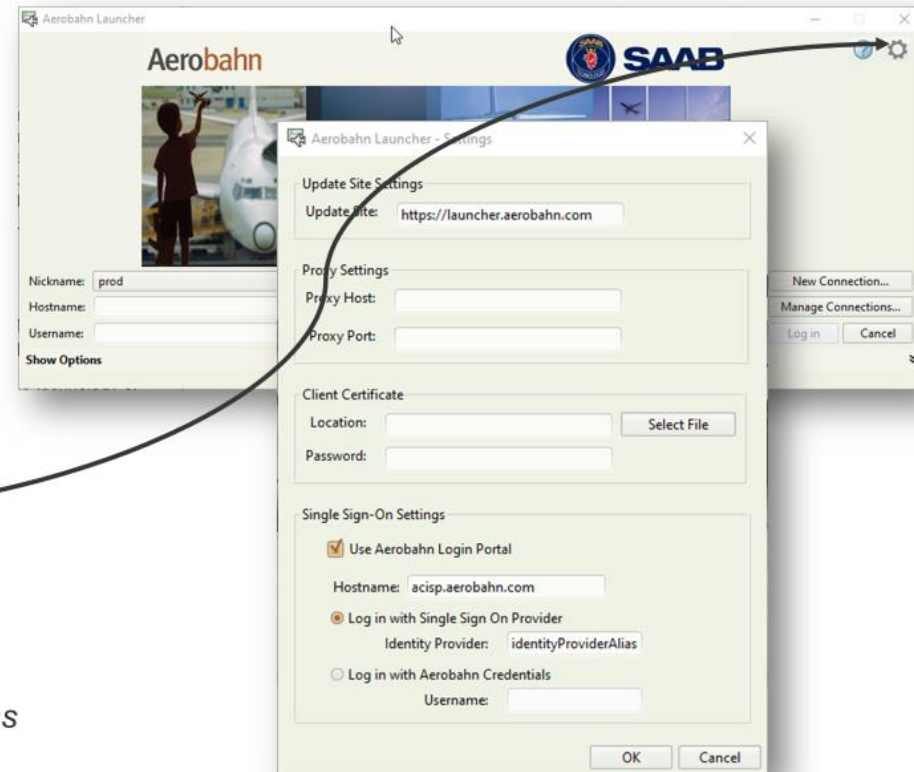 Aerobahn Launcher
Aerobahn
SAAB
Nickname: prod
Hostname:
Username:
Show Options
New Connection...
Manage Connections...
Log in Cancel
Aerobahn Launcher - Settings
Update Site Settings
Update Site: https://launcher.aerobahn.com
Proxy Settings
Proxy Host:
Proxy Port:
Client Certificate
Location: Select File
Password:
Single Sign-On Settings
Use Aerobahn Login Portal
Hostname: acisp.aerobahn.com
Log in with Single Sign On Provider
Identity Provider: identityProviderAlias
Log in with Aerobahn Credentials
Username:
OK Cancel
s